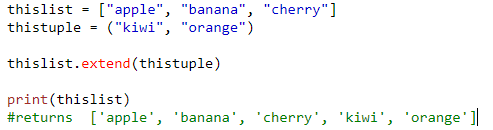 thislist = ["apple", "banana", "cherry"]
thistuple = ("kiwi", "orange")
thislist.extend(thistuple)
print(thislist)
#returns  ['apple', 'banana', 'cherry', 'kiwi', 'orange']